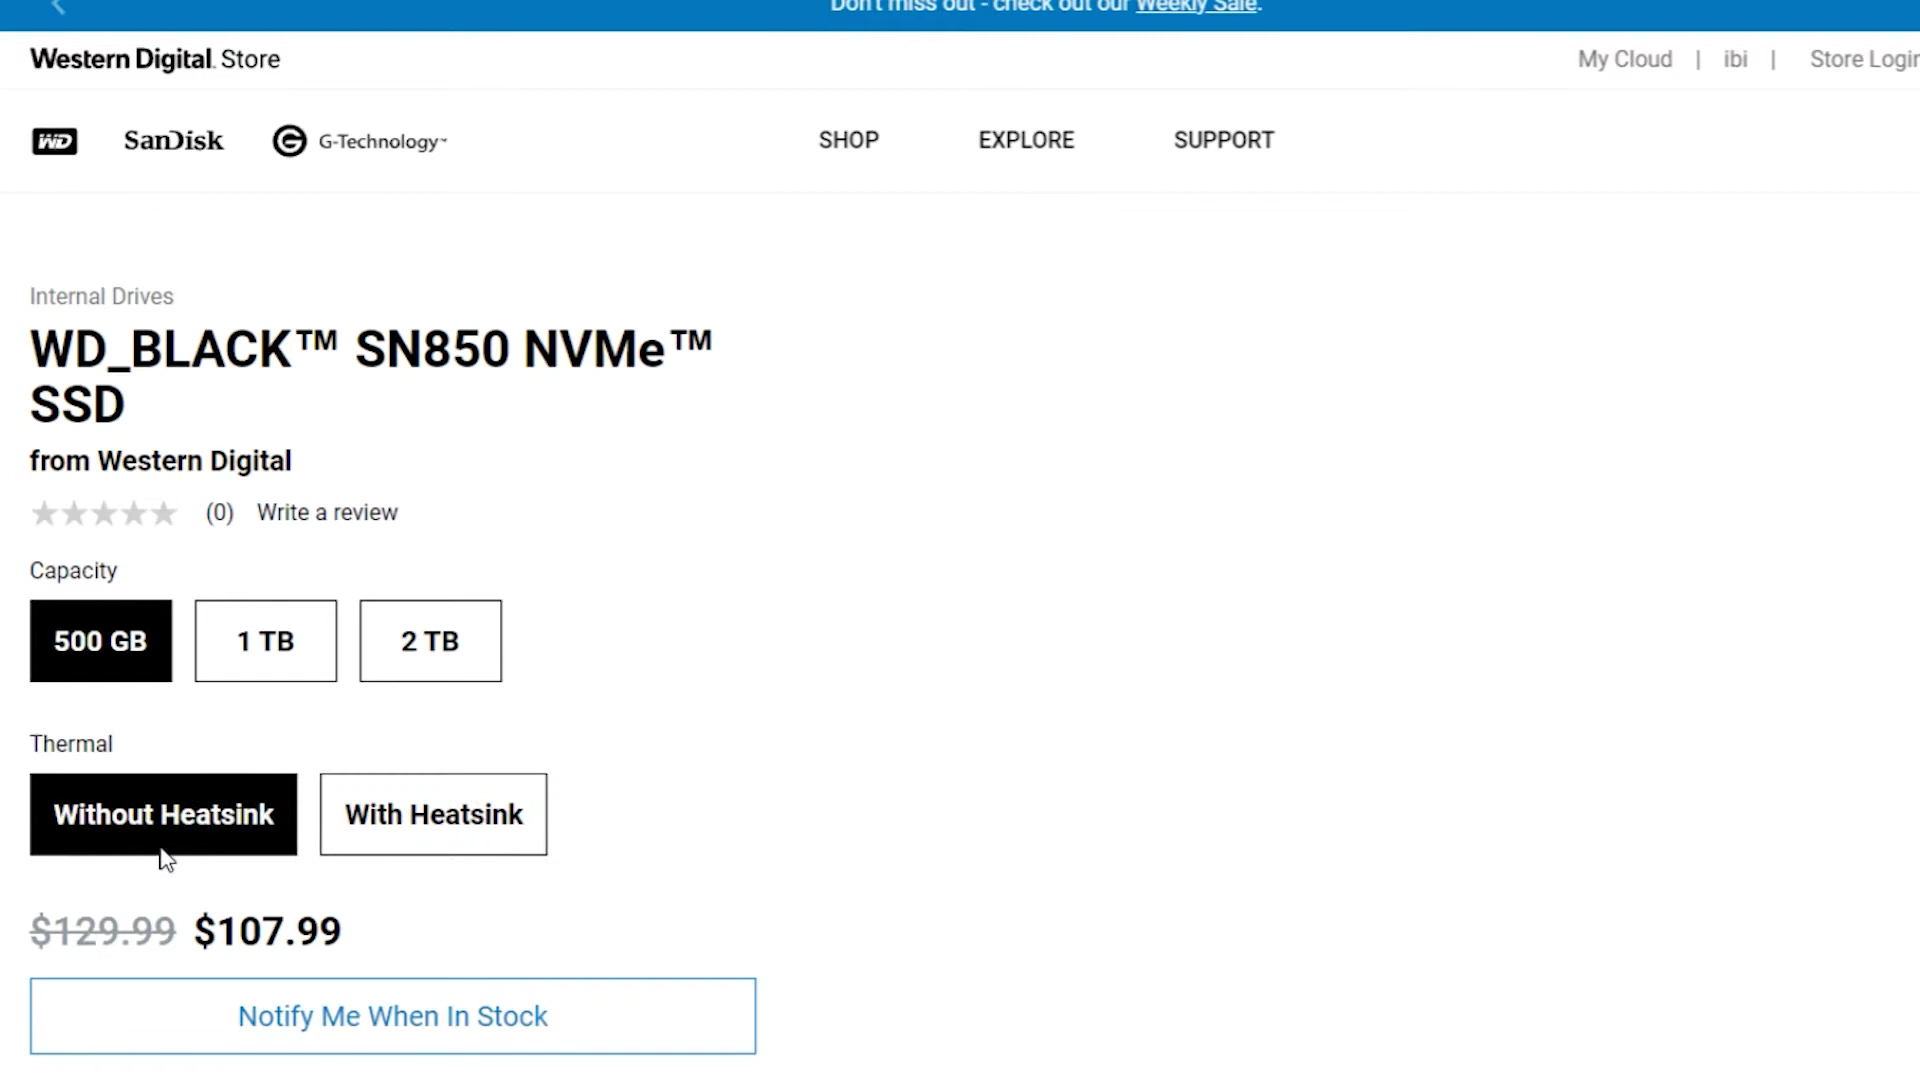 Don't miss out - check out our Weekly Sale.
Western Digital. Store
My Cloud | ibi | Store Login
WD
SanDisk
G-Technology™
SHOP
EXPLORE
SUPPORT
Internal Drives
WD_BLACK™ SN850 NVMe™
SSD
from Western Digital
(0) Write a review
Capacity
500 GB
1 TB
2 TB
Thermal
Without Heatsink
With Heatsink
$129.99 $107.99
Notify Me When In Stock